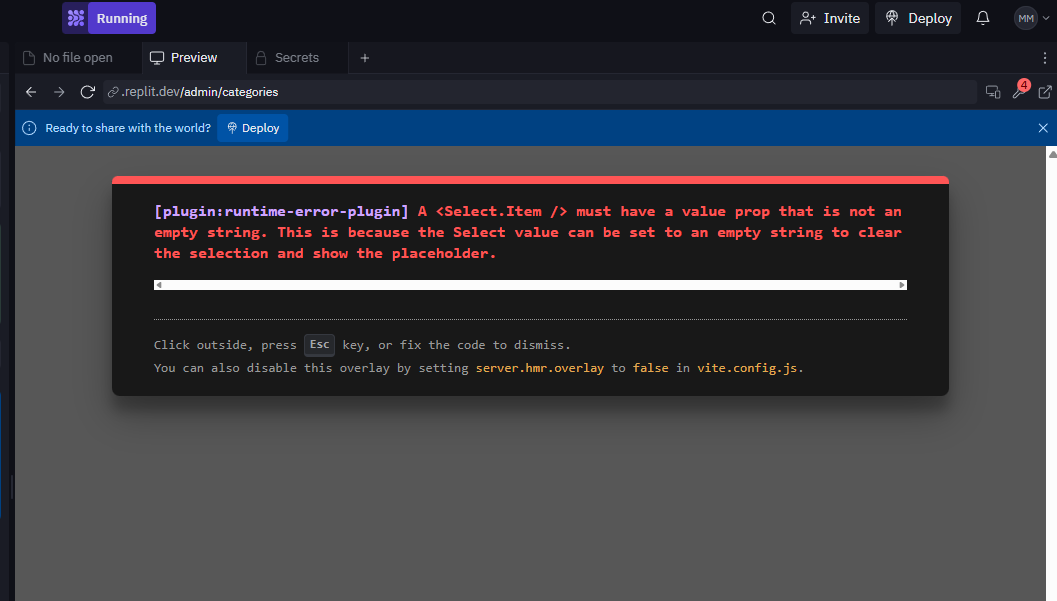 Running
Invite
Deploy
MM
No file open
Preview
Secrets
.replit.dev/admin/categories
4
Ready to share with the world?
Deploy
[plugin:runtime-error-plugin] A <Select.Item /> must have a value prop that is not an
empty string. This is because the Select value can be set to an empty string to clear
the selection and show the placeholder.
Click outside, press Esc key, or fix the code to dismiss.
You can also disable this overlay by setting server.hmr.overlay to false in vite.config.js.